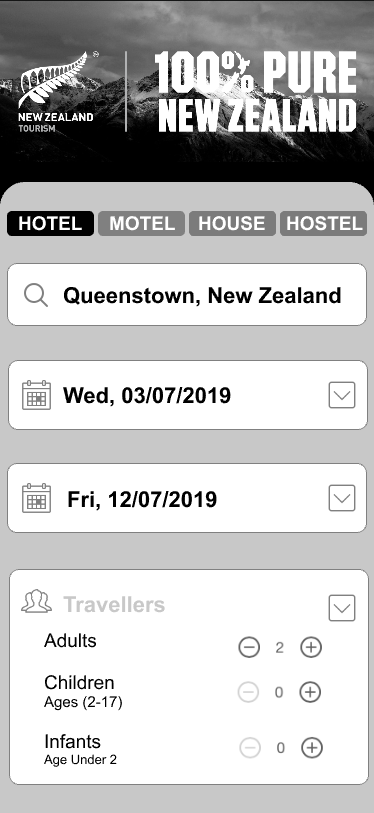 100% PURE
NEW ZEALAND
NEW ZEALAND
TOURISM
HOTEL MOTEL HOUSE HOSTEL
Queenstown, New Zealand
Wed, 03/07/2019
Fri, 12/07/2019
Travellers
Adults 2
Children 0
Ages (2-17)
Infants 0
Age Under 2